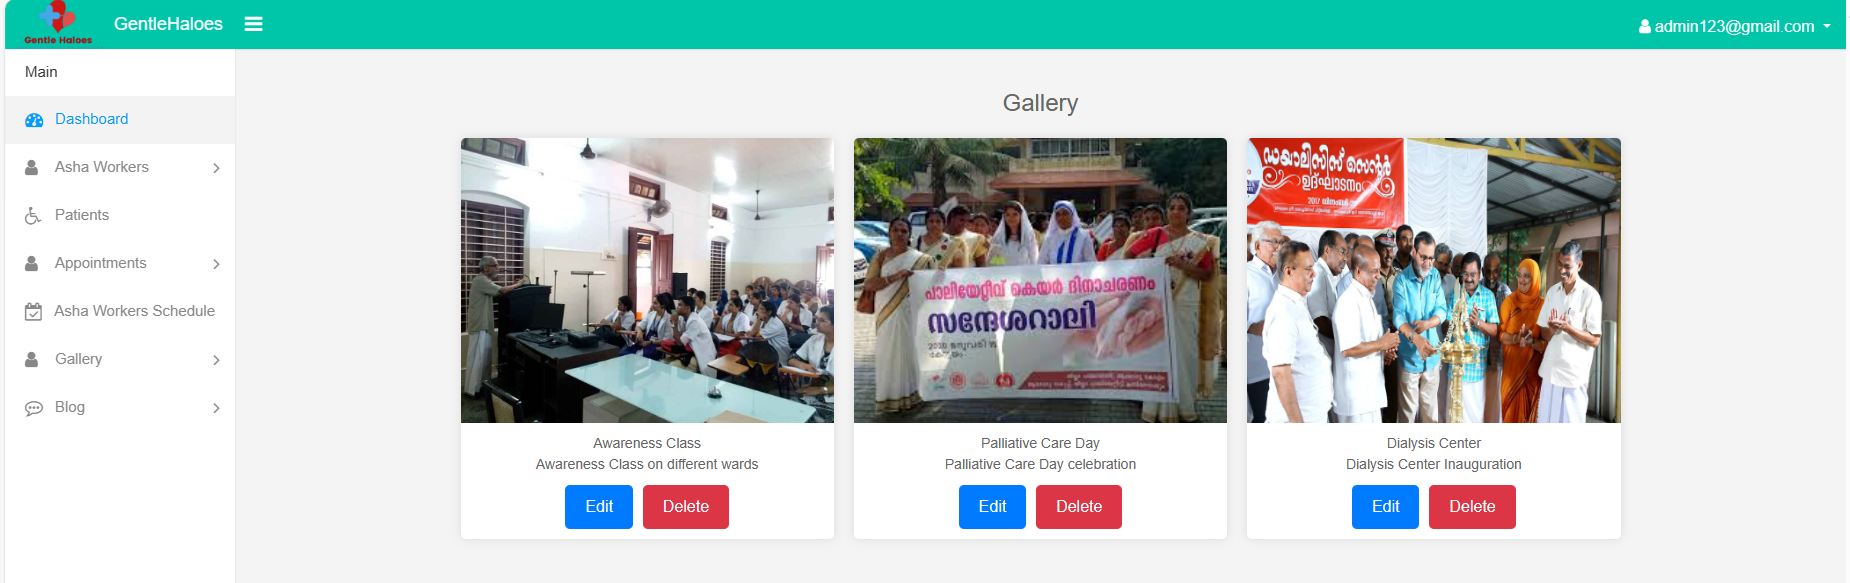 Gentle Haloes
GentleHaloes
admin123@gmail.com
Main
Dashboard
Asha Workers
Patients
Appointments
Asha Workers Schedule
Gallery
Blog
Gallery
പാലിയേറ്റീവ് കെയർ ദിനാചരണം
സന്ദേശറാലി
ഡയാലിസിസ് സെന്റർ
ഉദ്ഘാടനം
Awareness Class
Awareness Class on different wards
Edit Delete
Palliative Care Day
Palliative Care Day celebration
Edit Delete
Dialysis Center
Dialysis Center Inauguration
Edit Delete